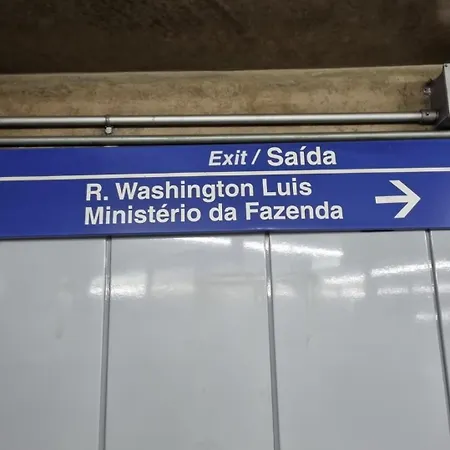 Exit / Saída
R. Washington Luis
Ministério da Fazenda